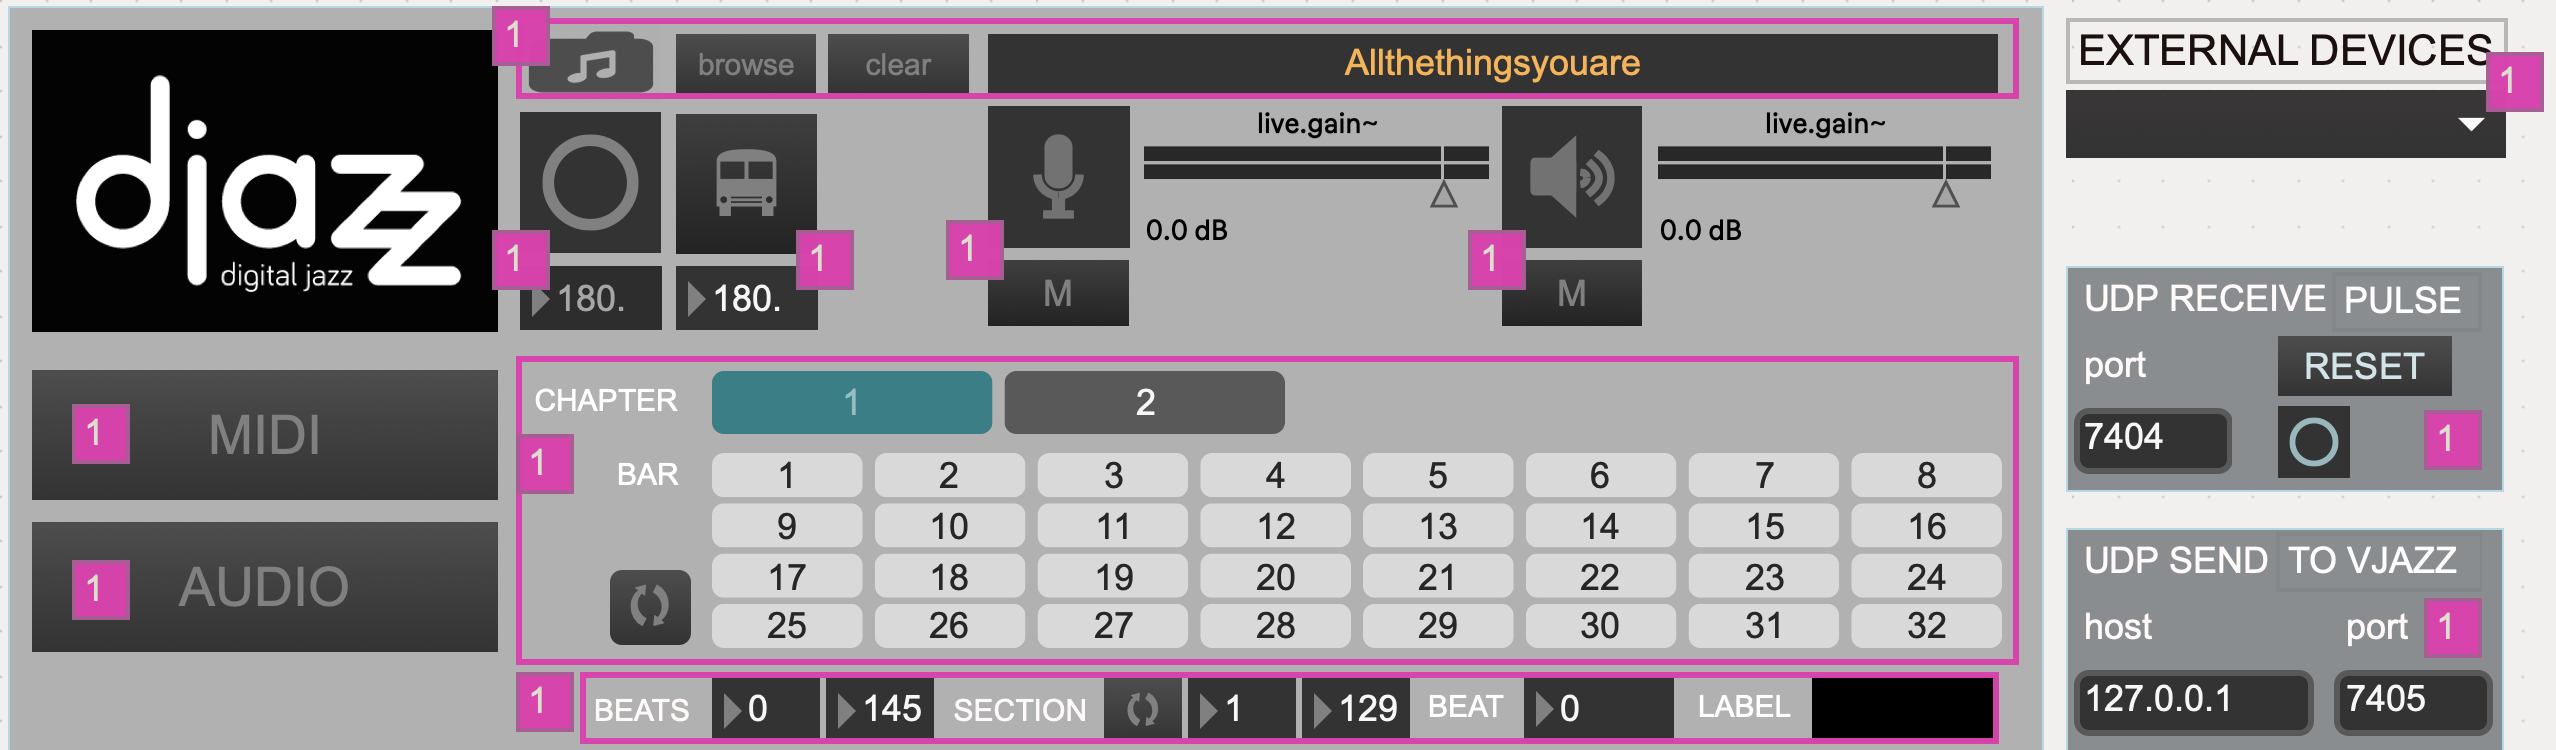 1
browse
clear
Allthethingsyouare
EXTERNAL DEVICES
1
djazz
digital jazz
live.gain~
live.gain~
0.0 dB
0.0 dB
1
1
1
1
180.
180.
M
M
UDP RECEIVE PULSE
port
RESET
7404
1
1 MIDI
1 AUDIO
CHAPTER 1 2
1
BAR 1 2 3 4 5 6 7 8
9 10 11 12 13 14 15 16
17 18 19 20 21 22 23 24
25 26 27 28 29 30 31 32
1
BEATS 0 145 SECTION 1 129 BEAT 0 LABEL
UDP SEND TO VJAZZ
host port 1
127.0.0.1 7405